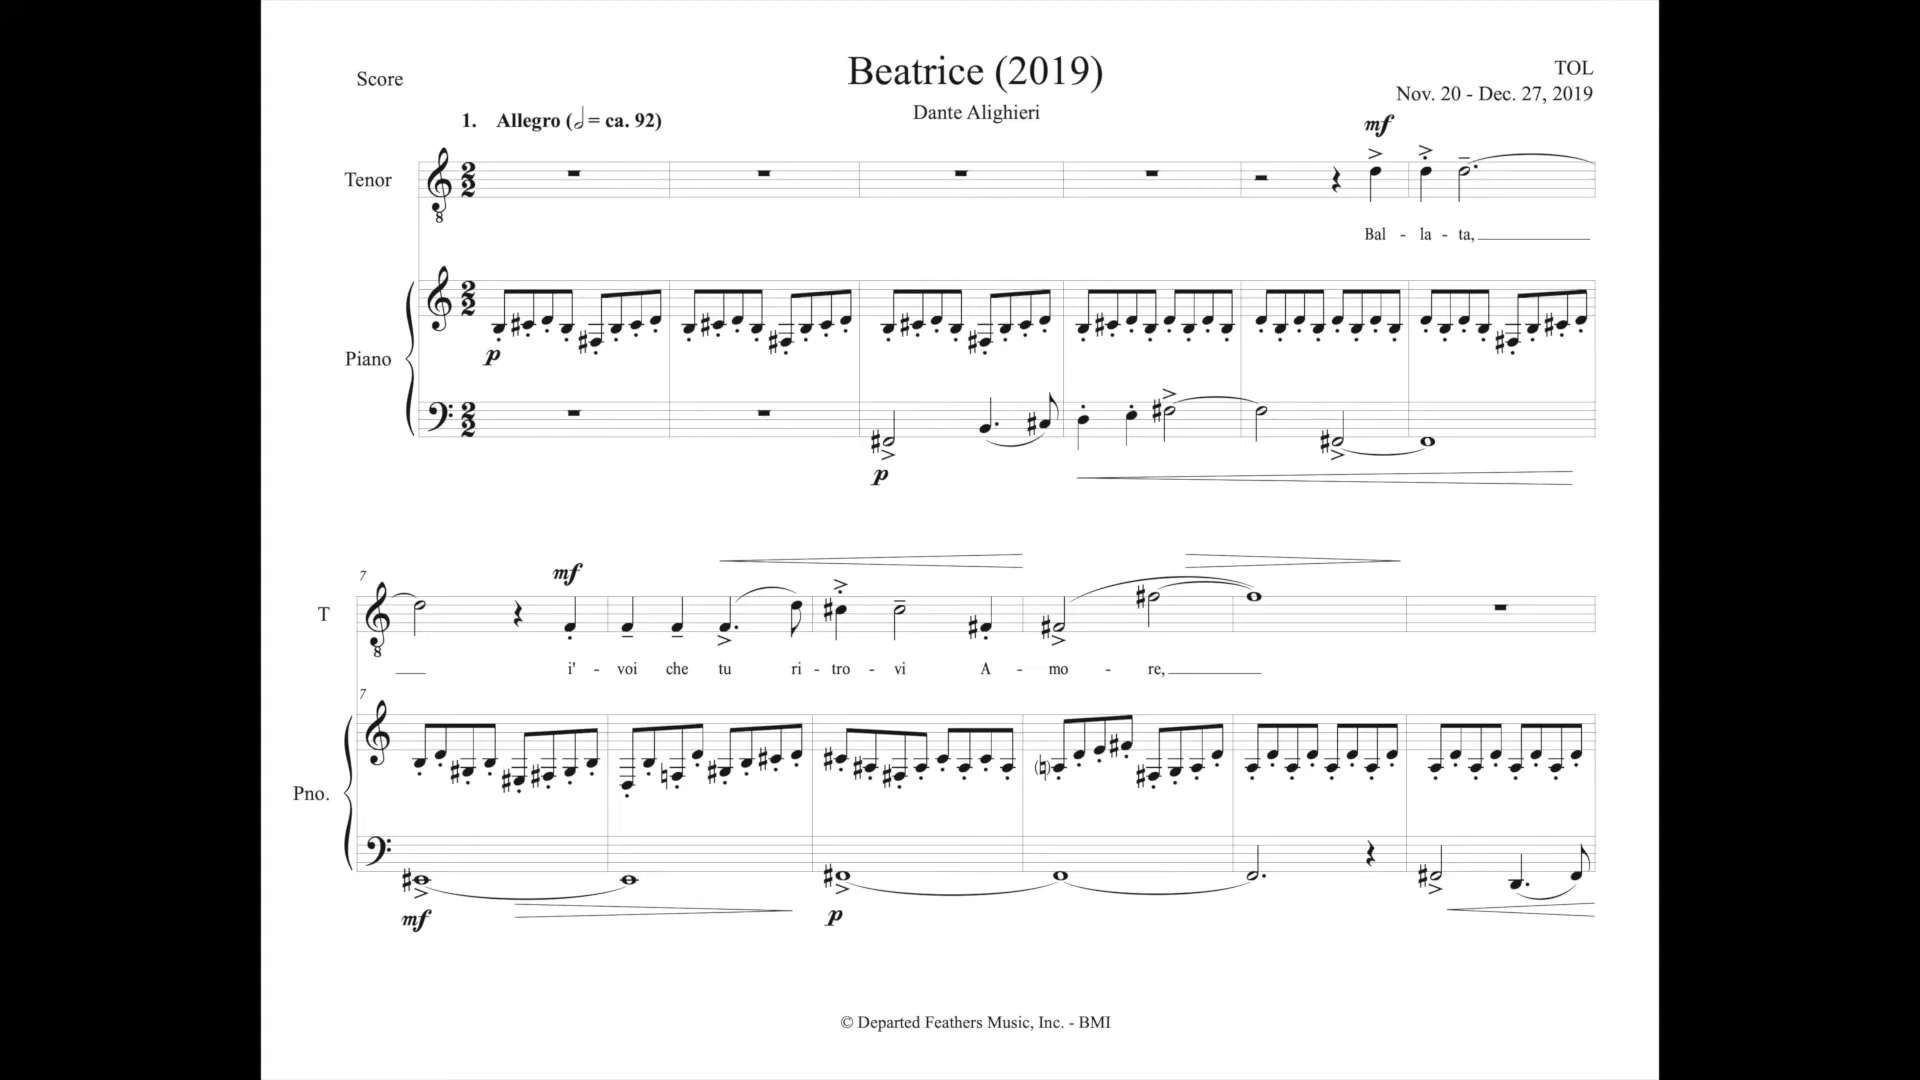 Beatrice (2019)
Score
TOL
Nov. 20 - Dec. 27, 2019
Dante Alighieri
1. Allegro (𝅗𝅥 = ca. 92)
mf
Tenor
8
Bal - la - ta,
Piano
p
p
7
mf
T
8
i' - voi che tu ri - tro - vi A - mo - re,
7
Pno.
mf
p
© Departed Feathers Music, Inc. - BMI